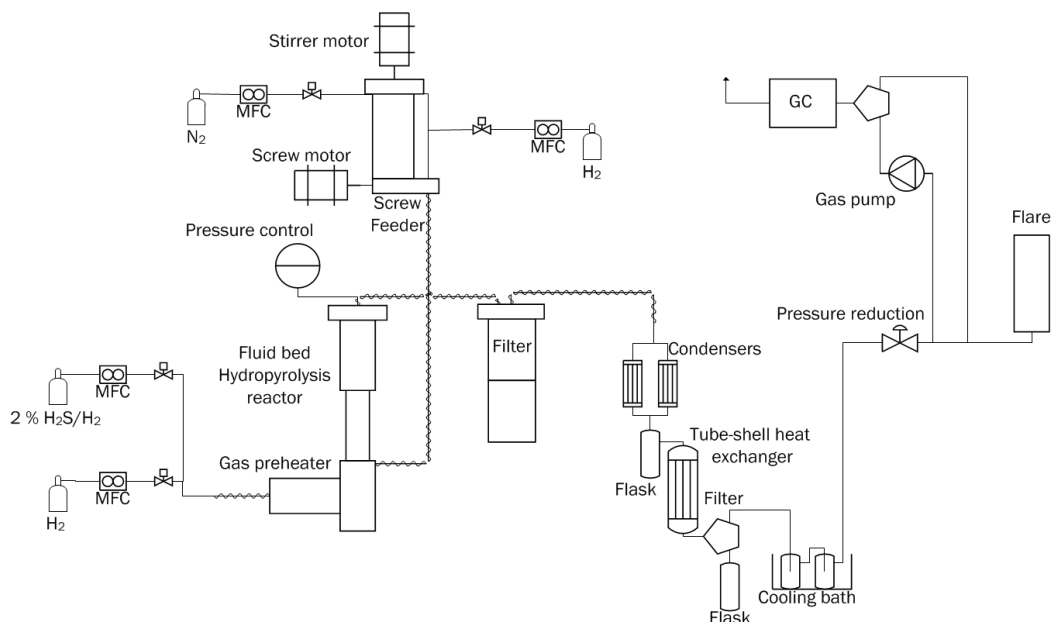 Stirrer motor
MFC
N2
GC
MFC
H2
Screw motor
Screw
Feeder
Gas pump
Pressure control
Flare
Pressure reduction
Filter
Condensers
Fluid bed
Hydropyrolysis
reactor
MFC
2 % H2S/H2
Tube-shell heat
exchanger
Gas preheater
Flask
Filter
MFC
H2
Cooling bath
Flask